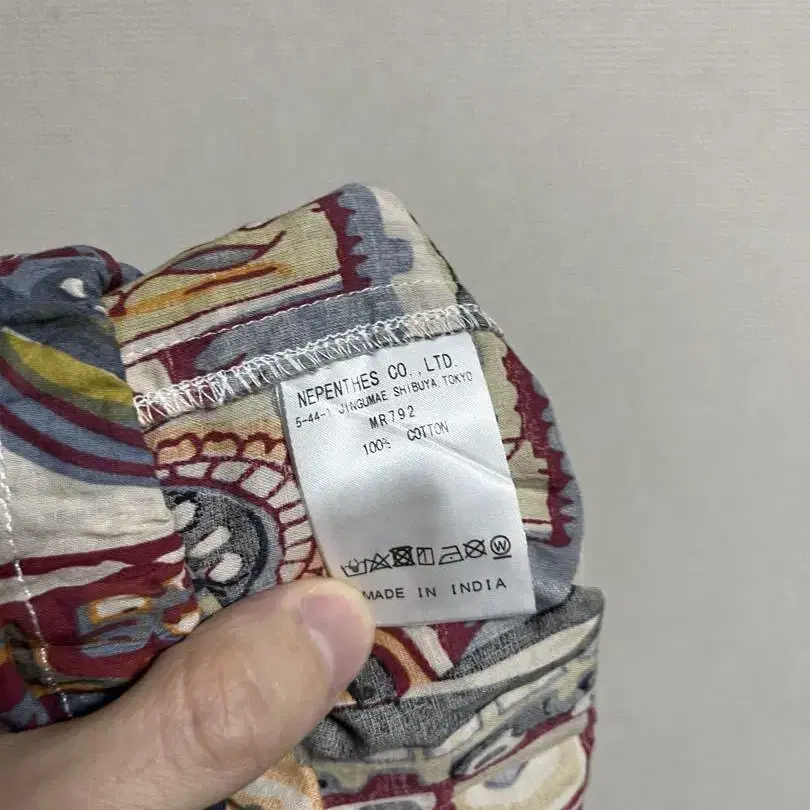 NEPENTHES CO.,LTD.
5-44-1 JINGUMAE SHIBUYA TOKYO
MR792
100% COTTON
W
MADE IN INDIA